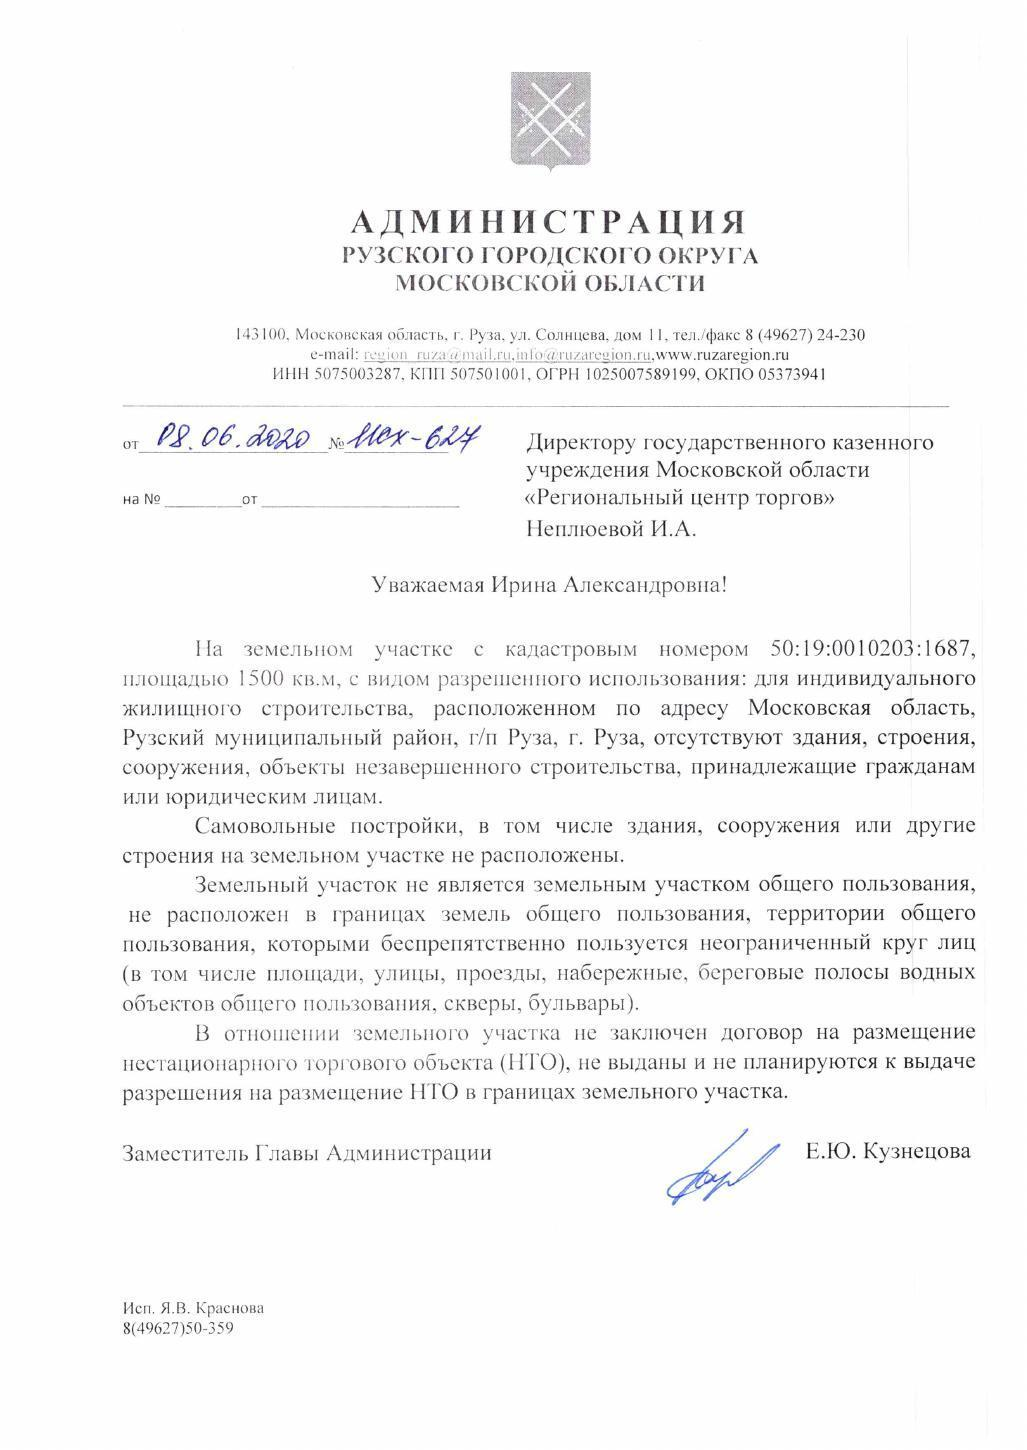 АДМИНИСТРАЦИЯ
РУЗСКОГО ГОРОДСКОГО ОКРУГА
МОСКОВСКОЙ ОБЛАСТИ
143100, Московская область, г. Руза, ул. Солнцева, дом 11, тел./факс 8 (49627) 24-230
e-mail: region_ruza@mail.ru,info@ruzaregion.ru,www.ruzaregion.ru
ИНН 5075003287, КПП 507501001, ОГРН 1025007589199, ОКПО 05373941
от 08.06.2020 № Исх-627
на № ________ от ____________________
Директору государственного казенного
учреждения Московской области
«Региональный центр торгов»
Неплюевой И.А.
Уважаемая Ирина Александровна!
На земельном участке с кадастровым номером 50:19:0010203:1687,
площадью 1500 кв.м, с видом разрешенного использования: для индивидуального
жилищного строительства, расположенном по адресу Московская область,
Рузский муниципальный район, г/п Руза, г. Руза, отсутствуют здания, строения,
сооружения, объекты незавершенного строительства, принадлежащие гражданам
или юридическим лицам.
Самовольные постройки, в том числе здания, сооружения или другие
строения на земельном участке не расположены.
Земельный участок не является земельным участком общего пользования,
не расположен в границах земель общего пользования, территории общего
пользования, которыми беспрепятственно пользуется неограниченный круг лиц
(в том числе площади, улицы, проезды, набережные, береговые полосы водных
объектов общего пользования, скверы, бульвары).
В отношении земельного участка не заключен договор на размещение
нестационарного торгового объекта (НТО), не выданы и не планируются к выдаче
разрешения на размещение НТО в границах земельного участка.
Заместитель Главы Администрации Е.Ю. Кузнецова
Исп. Я.В. Краснова
8(49627)50-359